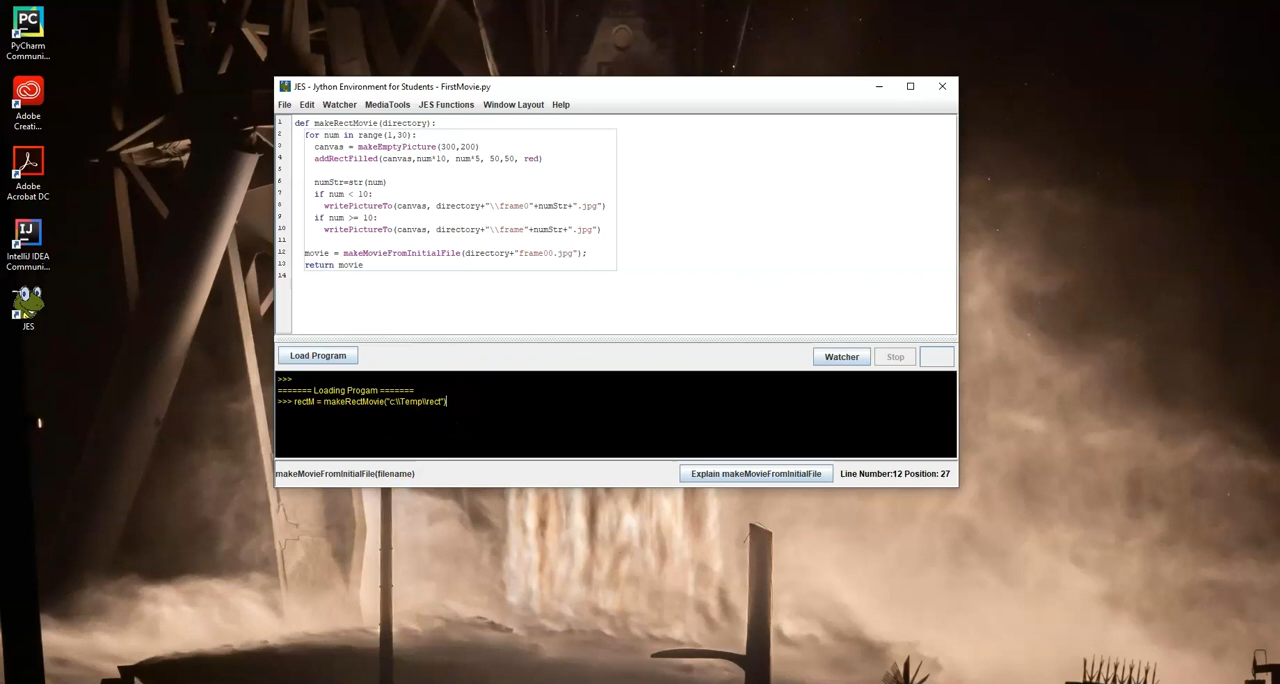 PyCharm
Communi...
Adobe
Creati...
Adobe
Acrobat DC
IntelliJ IDEA
Communi...
JES
JES - Jython Environment for Students - FirstMovie.py
File Edit Watcher MediaTools JES Functions Window Layout Help
1 def makeRectMovie(directory):
2 for num in range(1,30):
3 canvas = makeEmptyPicture(300,200)
4 addRectFilled(canvas,num*10, num*5, 50,50, red)
5
6 numStr=str(num)
7 if num < 10:
8 writePictureTo(canvas, directory+"\\frame0"+numStr+".jpg")
9 if num >= 10:
10 writePictureTo(canvas, directory+"\\frame"+numStr+".jpg")
11
12 movie = makeMovieFromInitialFile(directory+"frame00.jpg");
13 return movie
14
Load Program Watcher Stop
>>>
======= Loading Progam =======
>>> rectM = makeRectMovie("c:\\Temp\\rect")
makeMovieFromInitialFile(filename) Explain makeMovieFromInitialFile Line Number:12 Position: 27